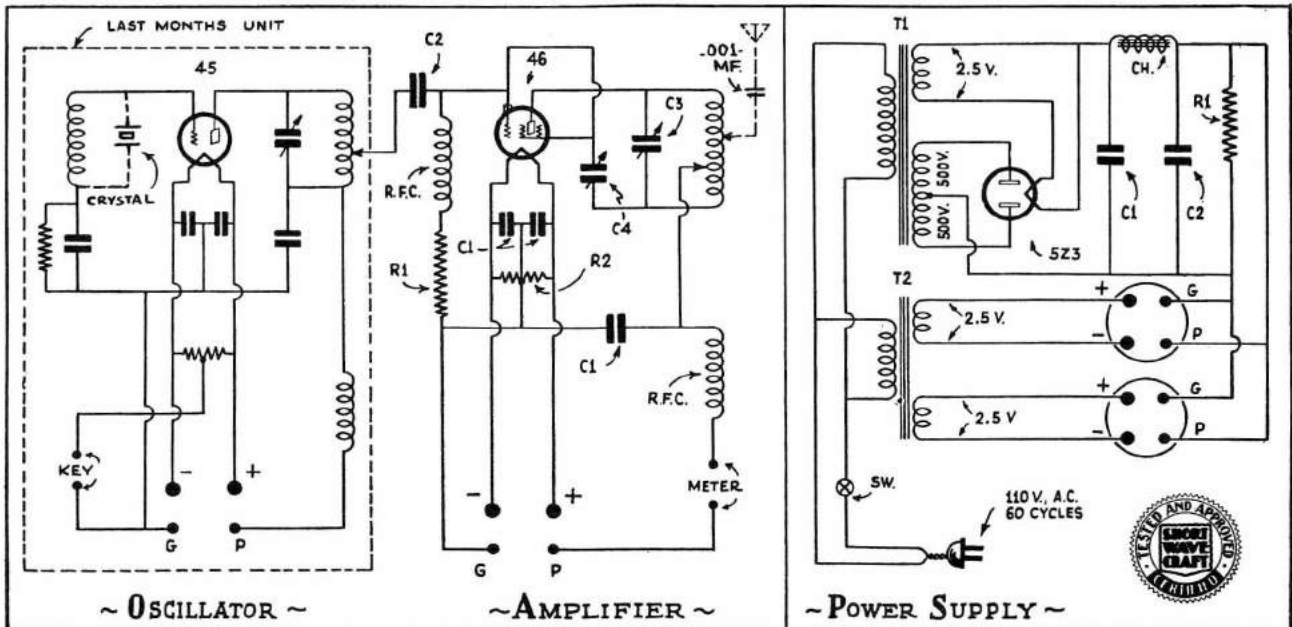 LAST MONTHS UNIT
45
CRYSTAL
KEY
-
+
G
P
~ OSCILLATOR ~
C2
46
.001-
MF.
C3
R.F.C.
C4
C1
R1
R2
C1
R.F.C.
METER
-
+
G
P
~ AMPLIFIER ~
T1
2.5 V.
CH.
R1
500V.
500V.
C1
C2
5Z3
T2
+
G
2.5 V.
-
P
+
G
2.5 V
-
P
SW.
110 V., A.C.
60 CYCLES
TESTED AND APPROVED
SHORT
WAVE
CRAFT
CERTIFIED
~ POWER SUPPLY ~